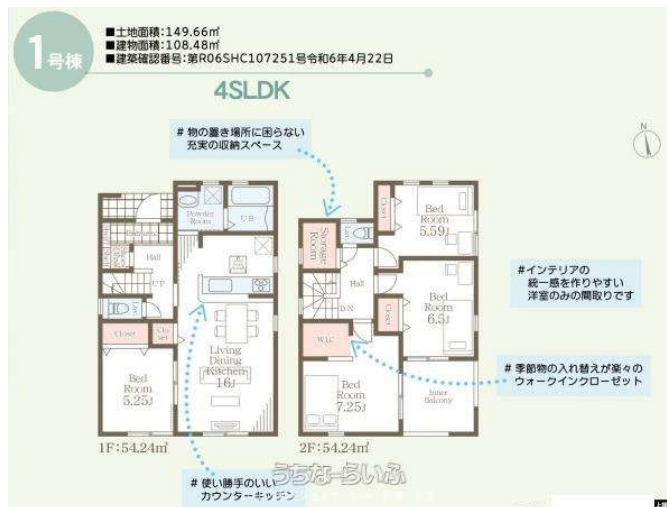 1号棟
■土地面積:149.66㎡
■建物面積:108.48㎡
■建築確認番号:第R06SHC107251号令和6年4月22日
4SLDK
# 物の置き場所に困らない
充実の収納スペース
N
Powder
Room
U.B
Hall
UP
Closet
Clo
set
Living
Dining
Kitchen
16J
Bed
Room
5.25J
1F:54.24㎡
# 使い勝手のいい
カウンターキッチン
Storage
Room
Closet
Bed
Room
5.59J
Hall
DN
Closet
Bed
Room
6.5J
W.I.C
Bed
Room
7.25J
Inner
Balcony
2F:54.24㎡
#インテリアの
統一感を作りやすい
洋室のみの間取りです
# 季節物の入れ替えが楽々の
ウォークインクローゼット
うちなーらいふ